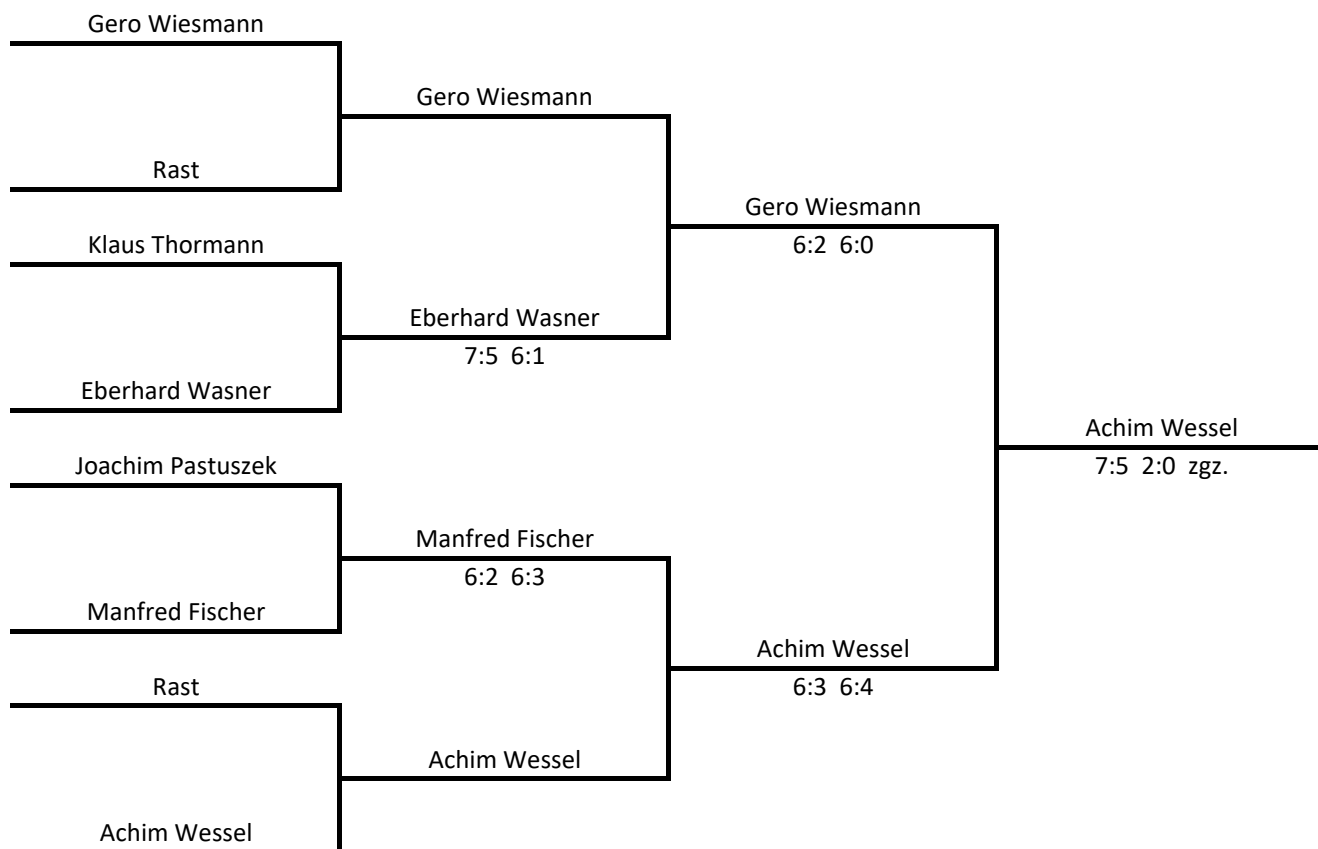 Gero Wiesmann
Gero Wiesmann
Rast
Gero Wiesmann
Klaus Thormann
6:2 6:0
Eberhard Wasner
7:5 6:1
Eberhard Wasner
Achim Wessel
Joachim Pastuszek
7:5 2:0 zgz.
Manfred Fischer
6:2 6:3
Manfred Fischer
Achim Wessel
Rast
6:3 6:4
Achim Wessel
Achim Wessel